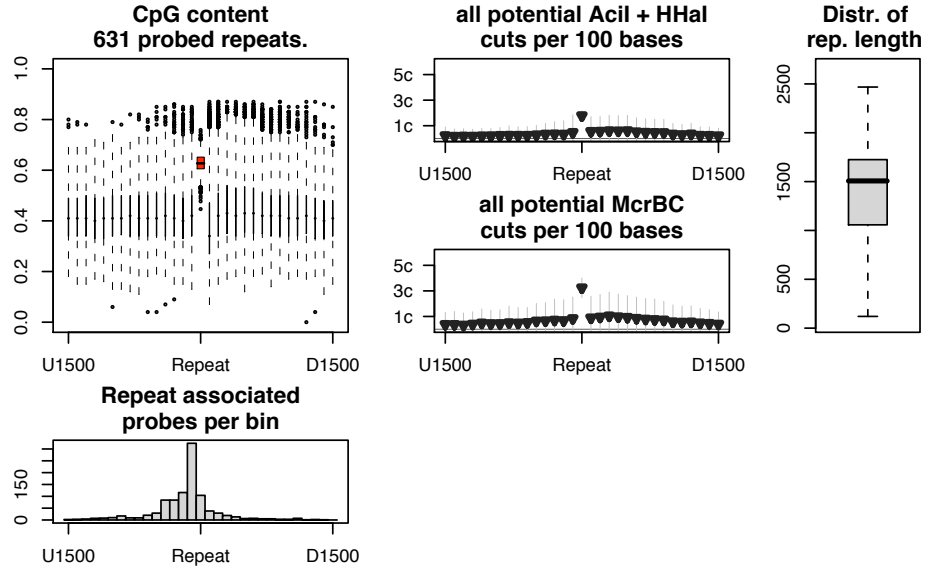 CpG content
631 probed repeats.
1.0
0.8
0.6
0.4
0.2
0.0
U1500 Repeat D1500
all potential AciI + HHaI
cuts per 100 bases
5c
3c
1c
U1500 Repeat D1500
all potential McrBC
cuts per 100 bases
5c
3c
1c
U1500 Repeat D1500
Distr. of
rep. length
2500
1500
500
0
Repeat associated
probes per bin
150
0
U1500 Repeat D1500